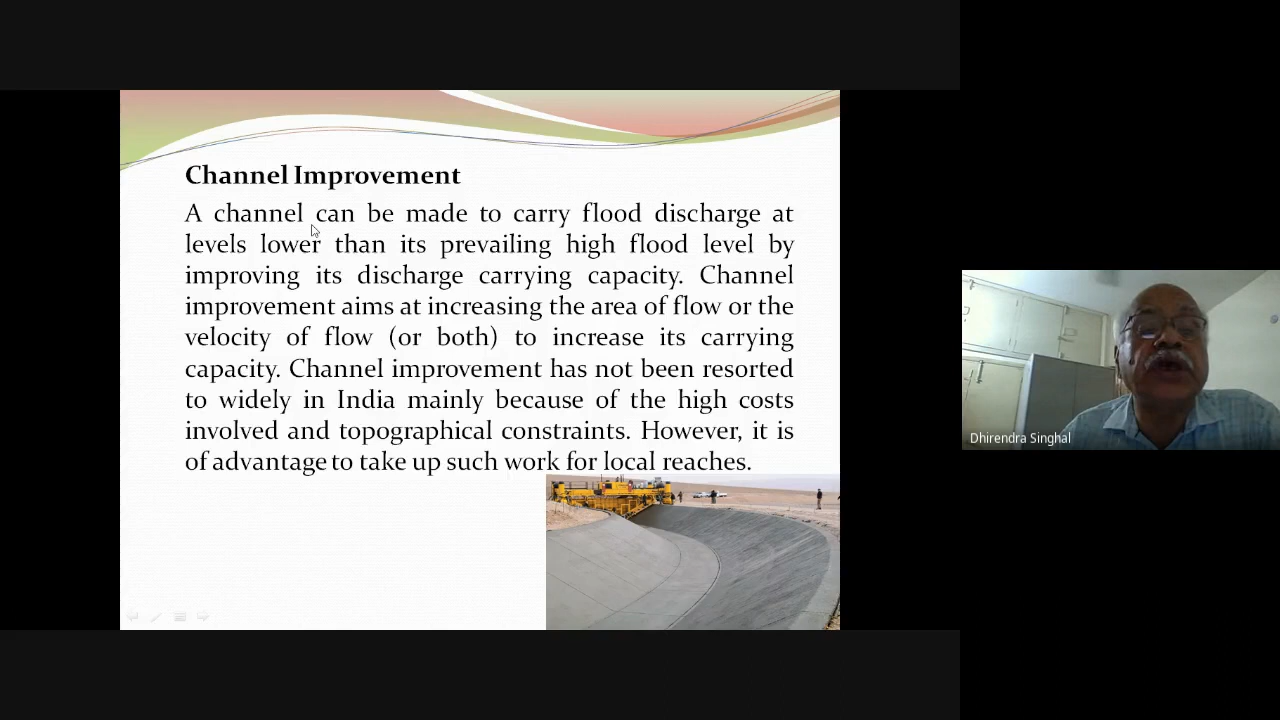 Channel Improvement
A channel can be made to carry flood discharge at
levels lower than its prevailing high flood level by
improving its discharge carrying capacity. Channel
improvement aims at increasing the area of flow or the
velocity of flow (or both) to increase its carrying
capacity. Channel improvement has not been resorted
to widely in India mainly because of the high costs
involved and topographical constraints. However, it is
of advantage to take up such work for local reaches.
Dhirendra Singhal